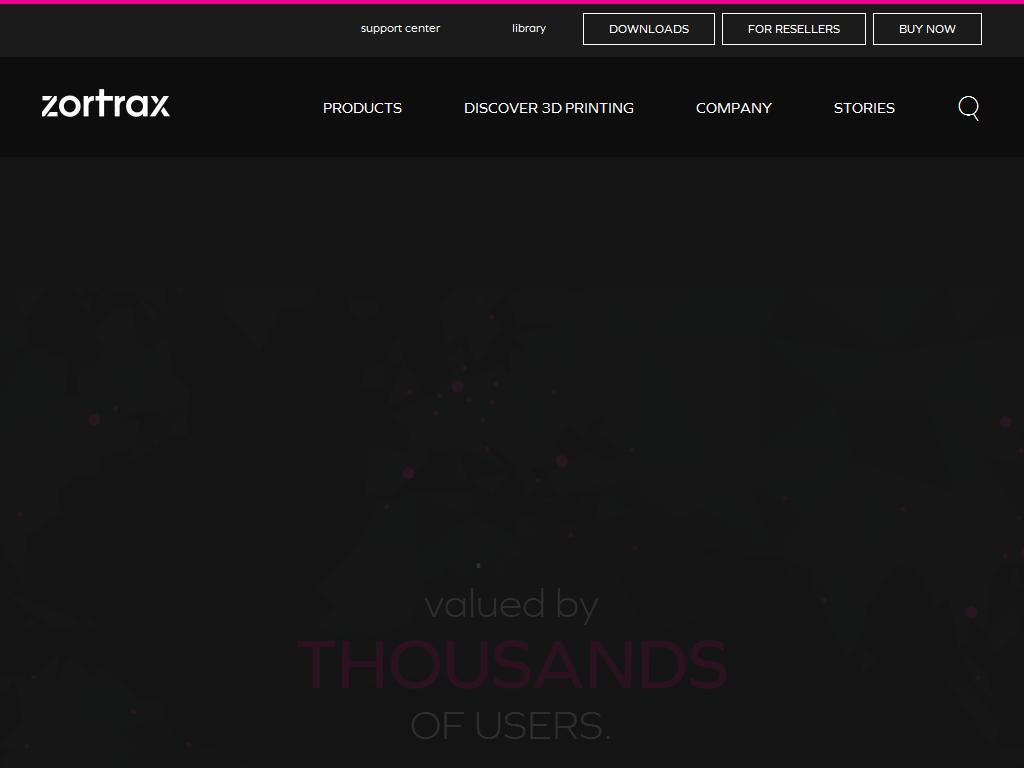 support center library DOWNLOADS FOR RESELLERS BUY NOW
zortrax PRODUCTS DISCOVER 3D PRINTING COMPANY STORIES
valued by
THOUSANDS
OF USERS.